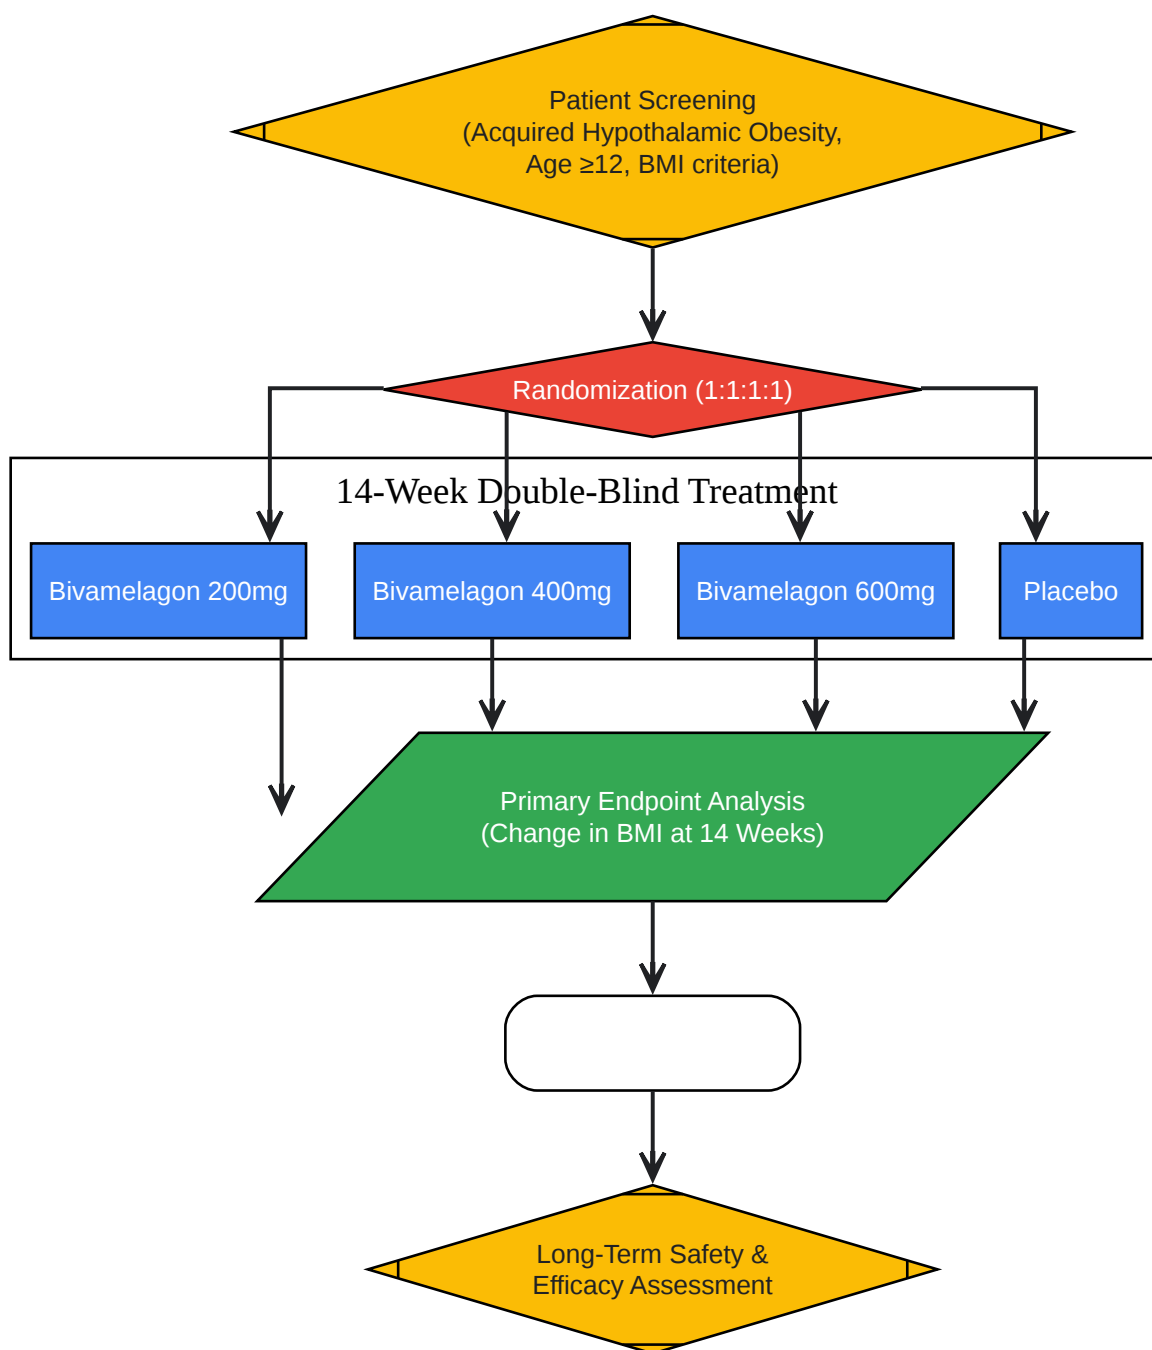 Patient Screening
(Acquired Hypothalamic Obesity,
Age ≥12, BMI criteria)
Randomization (1:1:1:1)
14-Week Double-Blind Treatment
Bivamelagon 200mg
Bivamelagon 400mg
Bivamelagon 600mg
Placebo
Primary Endpoint Analysis
(Change in BMI at 14 Weeks)
Long-Term Safety &
Efficacy Assessment